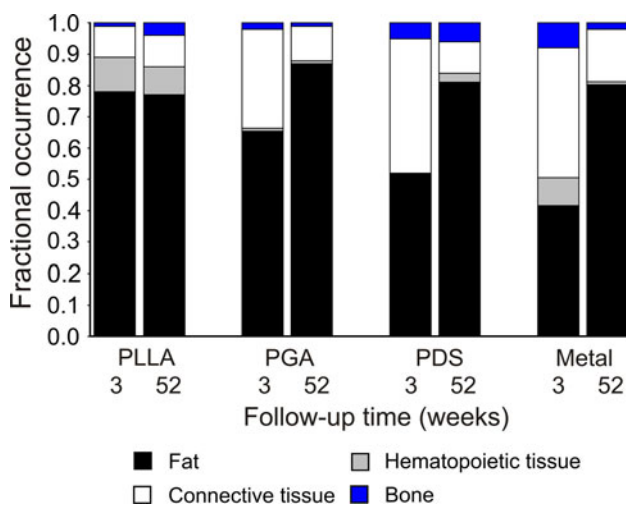 Fractional occurrence
1.0
0.9
0.8
0.7
0.6
0.5
0.4
0.3
0.2
0.1
0.0
PLLA PGA PDS Metal
3 52 3 52 3 52 3 52
Follow-up time (weeks)
Fat Hematopoietic tissue
Connective tissue Bone